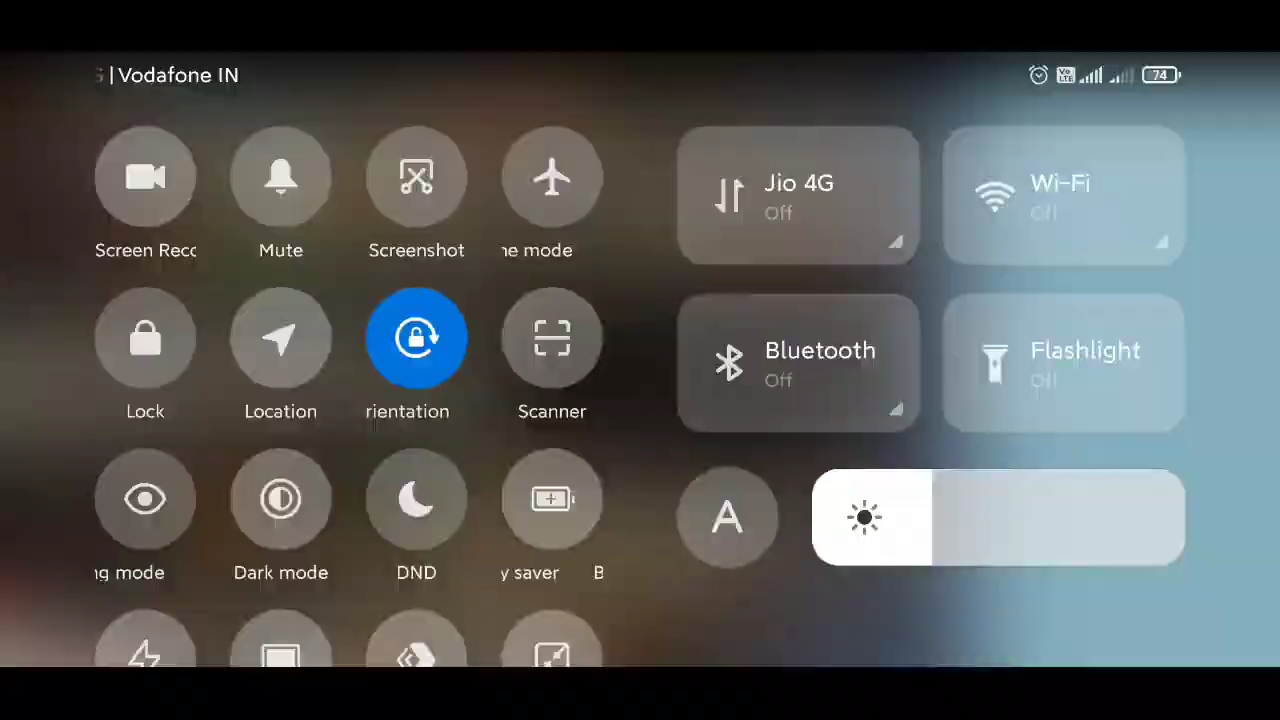 | Vodafone IN
74
Screen Recc
Mute
Screenshot
ne mode
Jio 4G
Off
Wi-Fi
Off
Lock
Location
rientation
Scanner
Bluetooth
Off
Flashlight
Off
ng mode
Dark mode
DND
y saver B
A